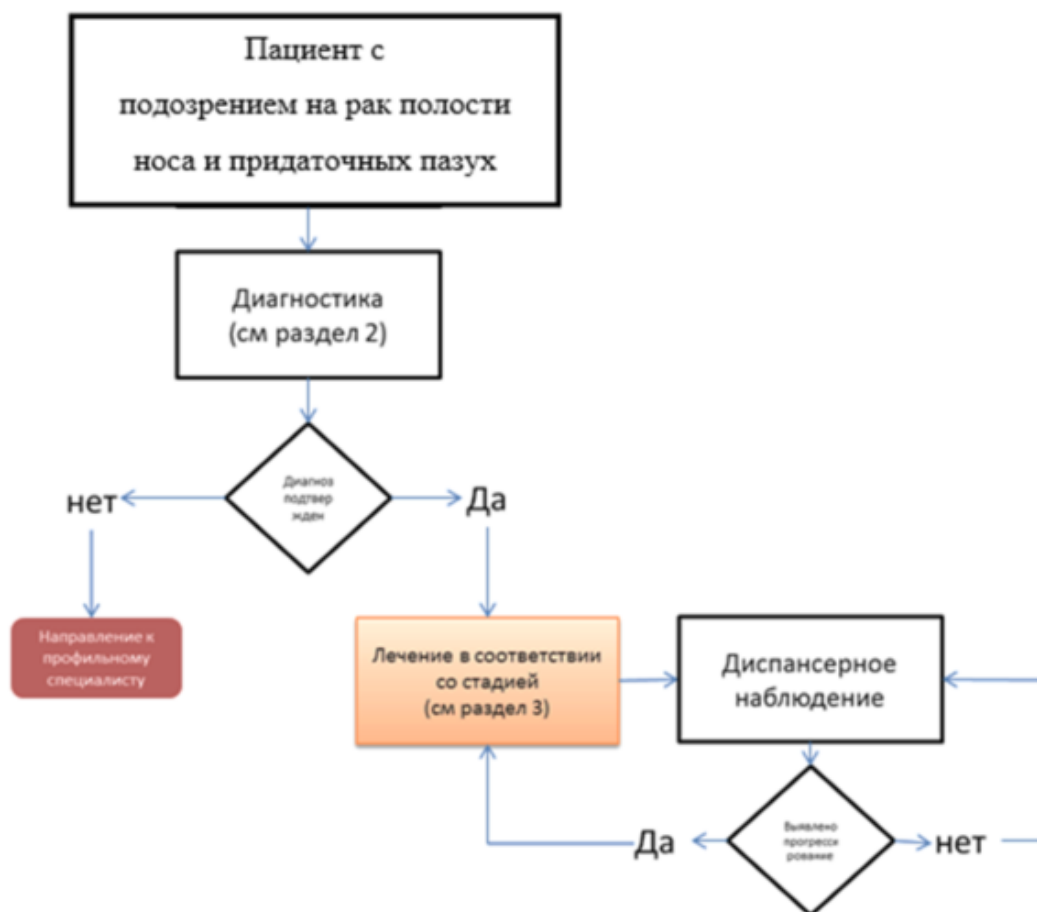 Пациент с
подозрением на рак полости
носа и придаточных пазух
Диагностика
(см раздел 2)
Диагноз
подтвер
жден
нет
Да
Направление к
профильному
специалисту
Лечение в соответствии
со стадией
(см раздел 3)
Диспансерное
наблюдение
Выявлено
прогресси
рование
Да
нет